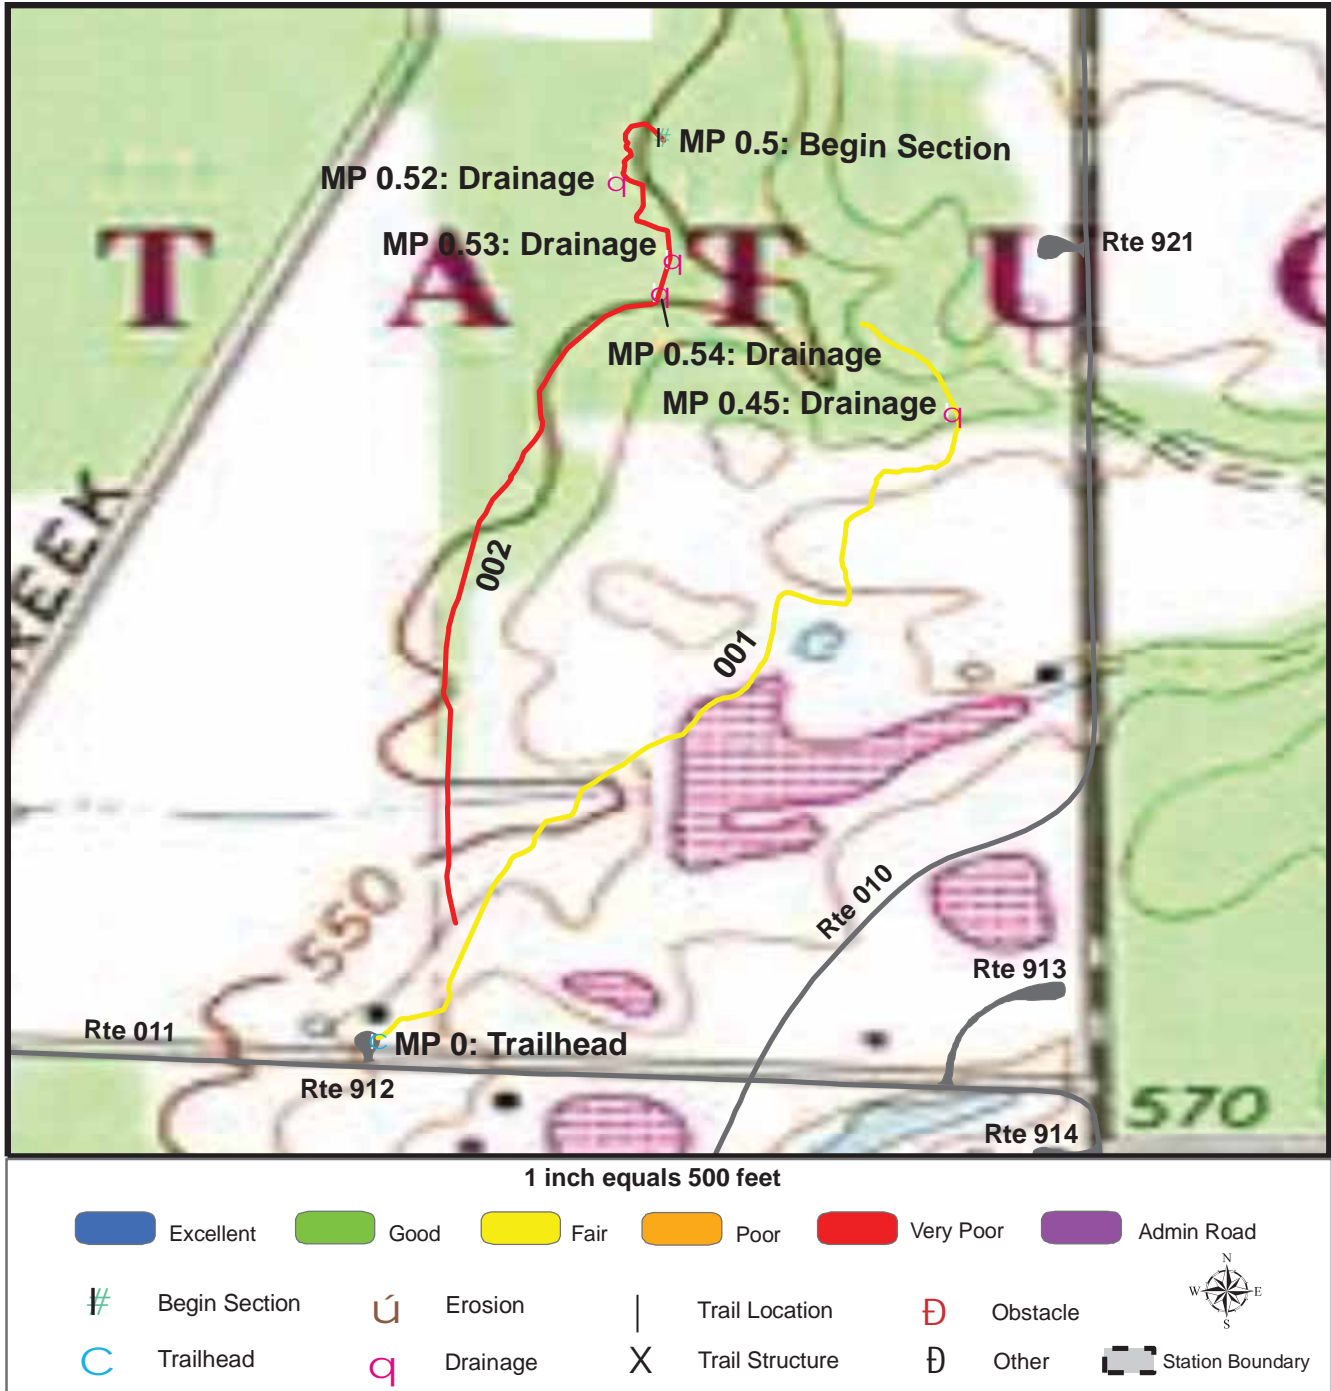 MP 0.5: Begin Section
MP 0.52: Drainage
T A T U
MP 0.53: Drainage
Rte 921
MP 0.54: Drainage
MP 0.45: Drainage
REEK
002
001
550
Rte 010
Rte 913
Rte 011
MP 0: Trailhead
Rte 912
570
Rte 914
1 inch equals 500 feet
Excellent
Good
Fair
Poor
Very Poor
Admin Road
N
W E
S
# Begin Section
ú Erosion
| Trail Location
Ð Obstacle
C Trailhead
q Drainage
X Trail Structure
Ð Other
Station Boundary